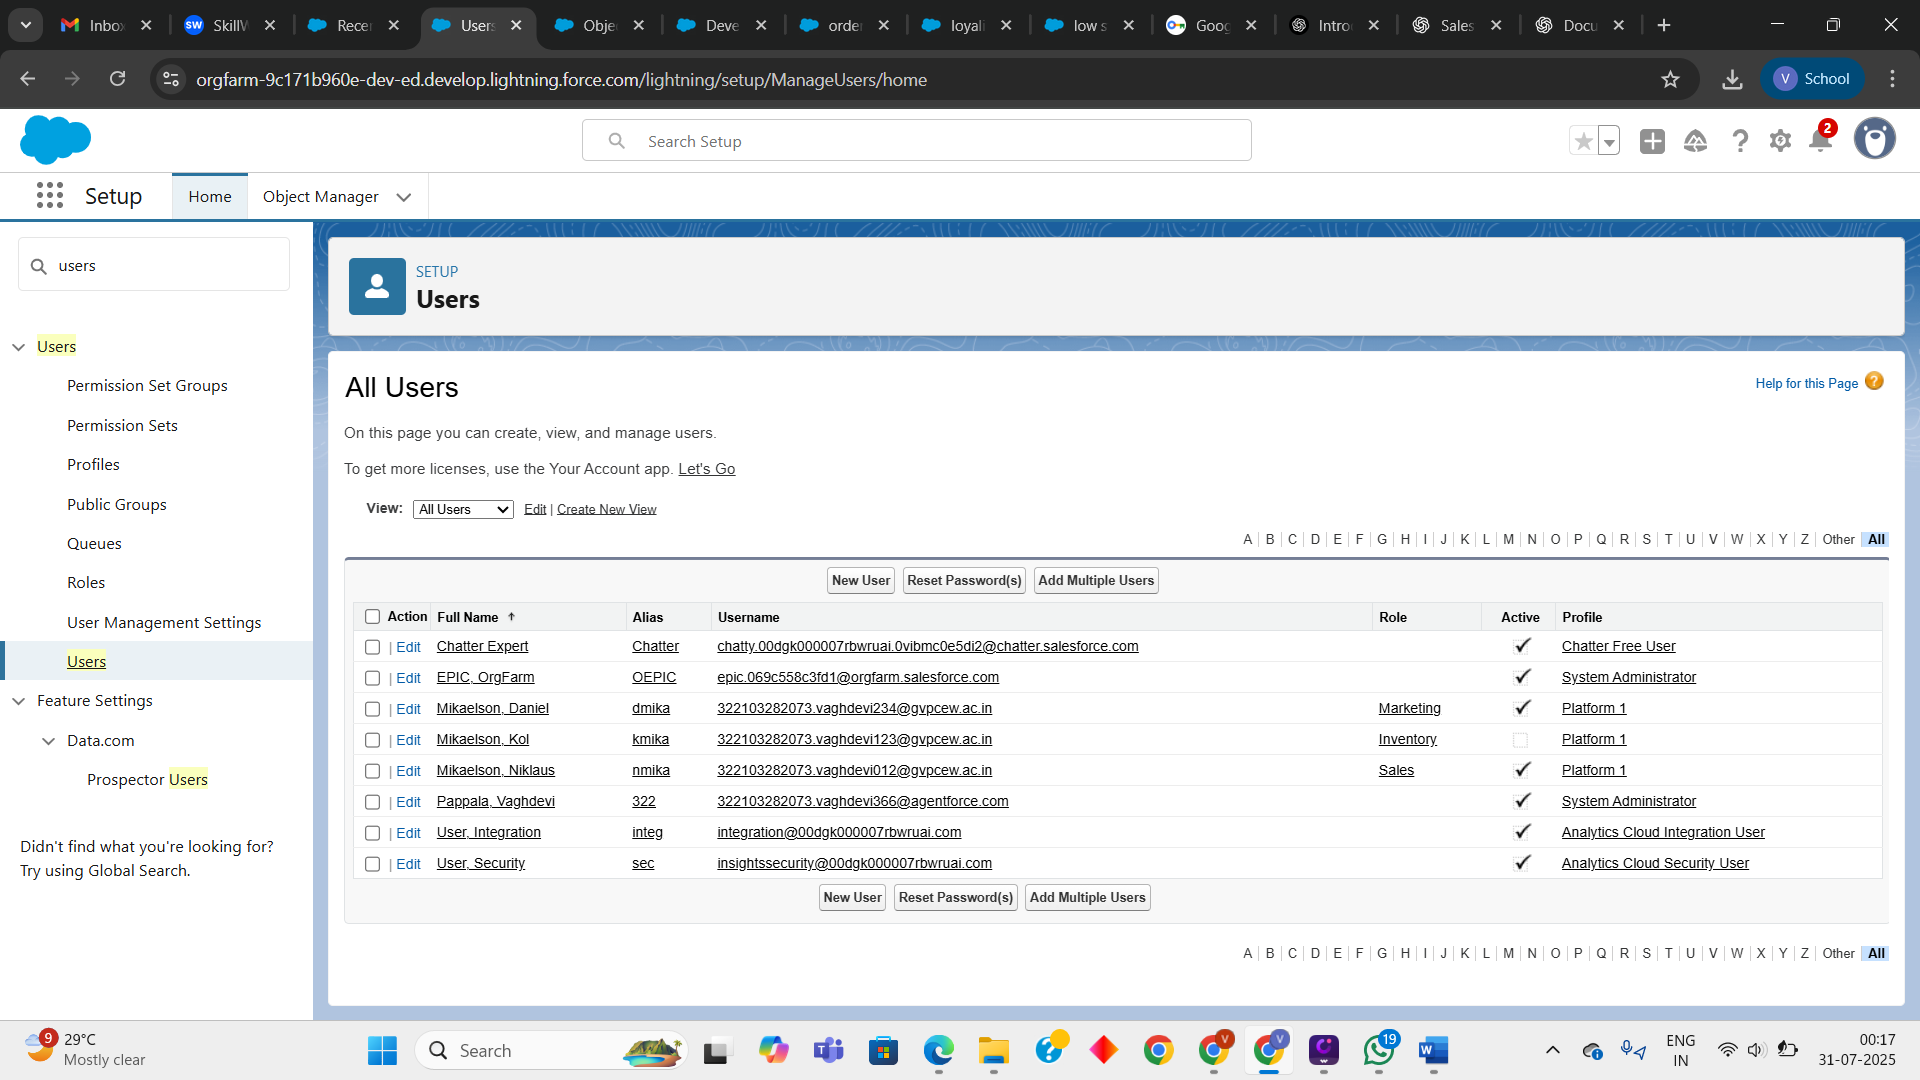 Inbox
SkillW
Recen
Users
Obje
Deve
order
loyali
low s
Goog
Intro
Sales
Docu
orgfarm-9c171b960e-dev-ed.develop.lightning.force.com/lightning/setup/ManageUsers/home
V School
Search Setup
2
Setup
Home
Object Manager
users
Users
Permission Set Groups
Permission Sets
Profiles
Public Groups
Queues
Roles
User Management Settings
Users
Feature Settings
Data.com
Prospector Users
Didn't find what you're looking for?
Try using Global Search.
SETUP
Users
All Users
Help for this Page ?
On this page you can create, view, and manage users.
To get more licenses, use the Your Account app. Let's Go
View: All Users Edit | Create New View
A | B | C | D | E | F | G | H | I | J | K | L | M | N | O | P | Q | R | S | T | U | V | W | X | Y | Z | Other | All
New User Reset Password(s) Add Multiple Users
Action Full Name ↑ Alias Username Role Active Profile
| Edit Chatter Expert Chatter chatty.00dgk000007rbwruai.0vibmc0e5di2@chatter.salesforce.com ✓ Chatter Free User
| Edit EPIC, OrgFarm OEPIC epic.069c558c3fd1@orgfarm.salesforce.com ✓ System Administrator
| Edit Mikaelson, Daniel dmika 322103282073.vaghdevi234@gvpcew.ac.in Marketing ✓ Platform 1
| Edit Mikaelson, Kol kmika 322103282073.vaghdevi123@gvpcew.ac.in Inventory Platform 1
| Edit Mikaelson, Niklaus nmika 322103282073.vaghdevi012@gvpcew.ac.in Sales ✓ Platform 1
| Edit Pappala, Vaghdevi 322 322103282073.vaghdevi366@agentforce.com ✓ System Administrator
| Edit User, Integration integ integration@00dgk000007rbwruai.com ✓ Analytics Cloud Integration User
| Edit User, Security sec insightssecurity@00dgk000007rbwruai.com ✓ Analytics Cloud Security User
New User Reset Password(s) Add Multiple Users
A | B | C | D | E | F | G | H | I | J | K | L | M | N | O | P | Q | R | S | T | U | V | W | X | Y | Z | Other | All
9
29°C
Mostly clear
Search
V
V
19
ENG
IN
00:17
31-07-2025